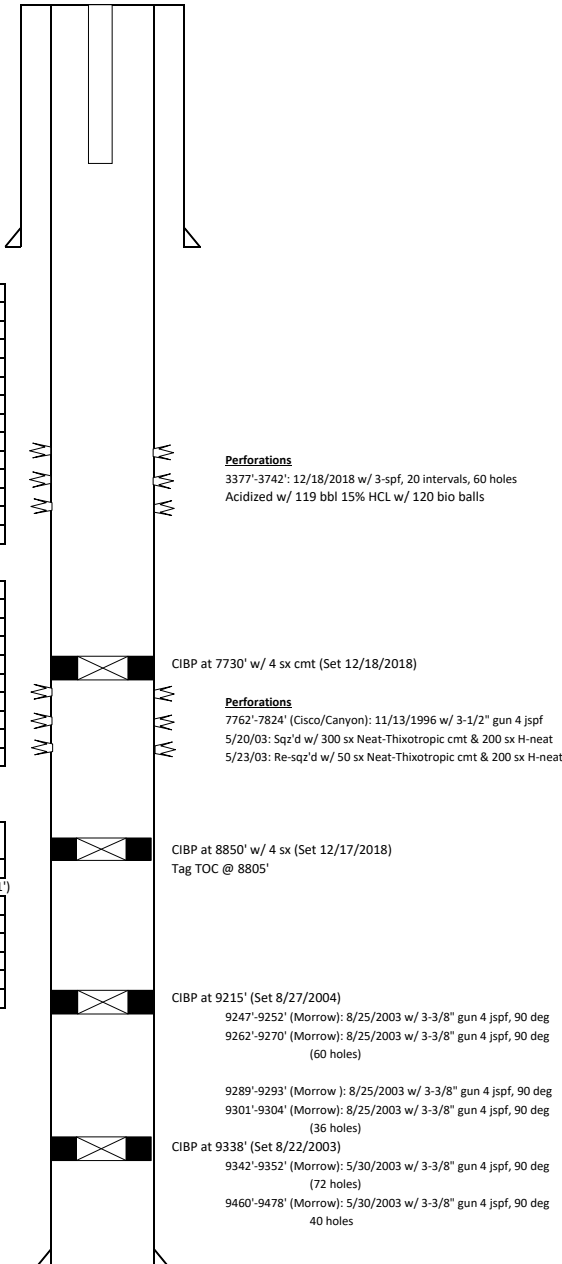 Perforations
3377'-3742': 12/18/2018 w/ 3-spf, 20 intervals, 60 holes
Acidized w/ 119 bbl 15% HCL w/ 120 bio balls
CIBP at 7730' w/ 4 sx cmt (Set 12/18/2018)
Perforations
7762'-7824' (Cisco/Canyon): 11/13/1996 w/ 3-1/2" gun 4 jspf
5/20/03: Sqz'd w/ 300 sx Neat-Thixotropic cmt & 200 sx H-neat
5/23/03: Re-sqz'd w/ 50 sx Neat-Thixotropic cmt & 200 sx H-neat
CIBP at 8850' w/ 4 sx (Set 12/17/2018)
Tag TOC @ 8805'
CIBP at 9215' (Set 8/27/2004)
9247'-9252' (Morrow): 8/25/2003 w/ 3-3/8" gun 4 jspf, 90 deg
9262'-9270' (Morrow): 8/25/2003 w/ 3-3/8" gun 4 jspf, 90 deg
(60 holes)
9289'-9293' (Morrow ): 8/25/2003 w/ 3-3/8" gun 4 jspf, 90 deg
9301'-9304' (Morrow): 8/25/2003 w/ 3-3/8" gun 4 jspf, 90 deg
(36 holes)
CIBP at 9338' (Set 8/22/2003)
9342'-9352' (Morrow): 5/30/2003 w/ 3-3/8" gun 4 jspf, 90 deg
(72 holes)
9460'-9478' (Morrow): 5/30/2003 w/ 3-3/8" gun 4 jspf, 90 deg
40 holes